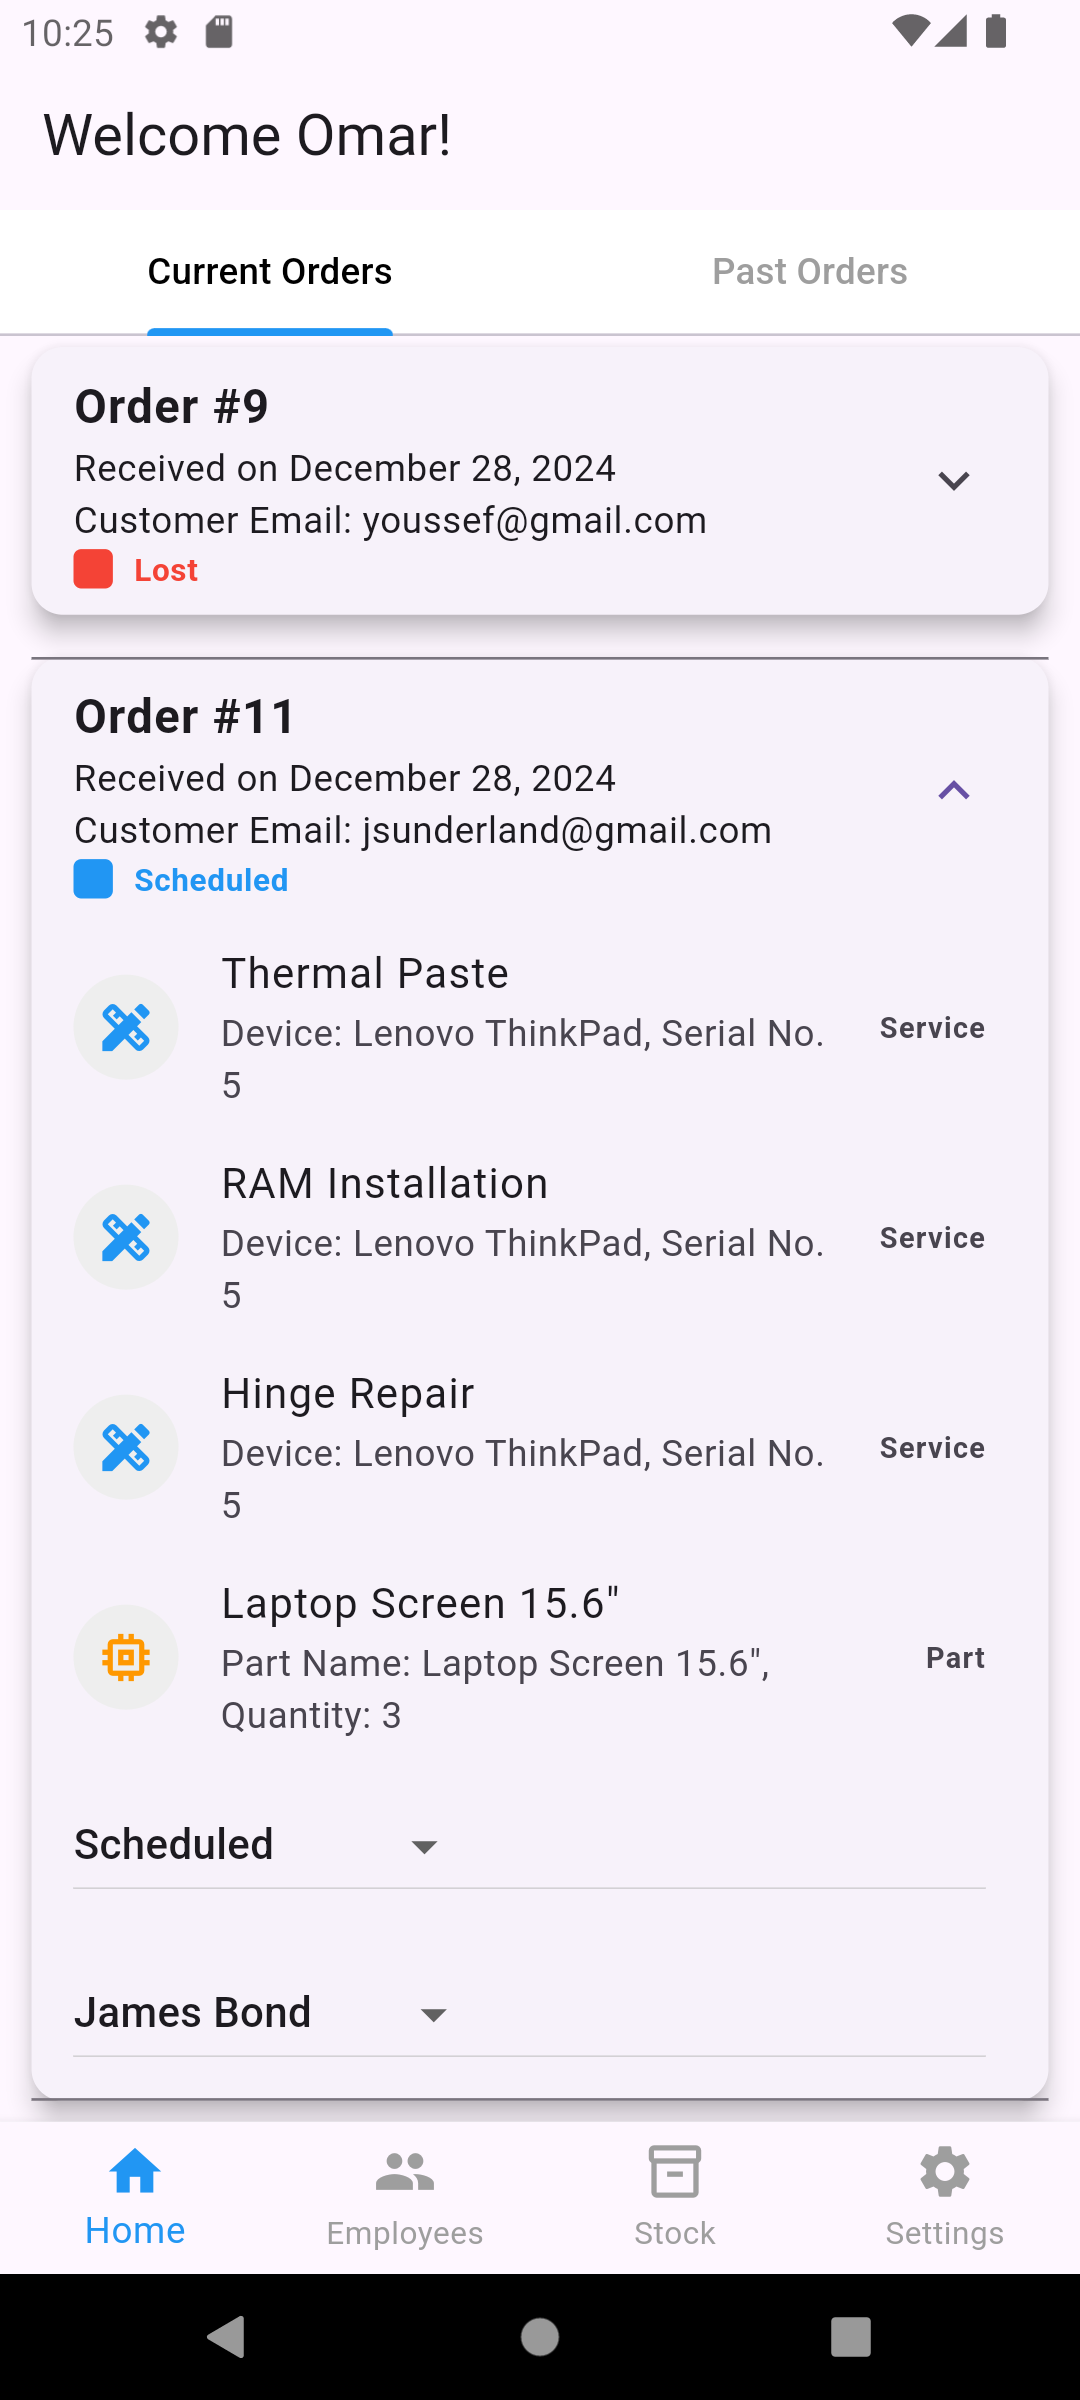 10:25
Welcome Omar!
Current Orders
Past Orders
Order #9
Received on December 28, 2024
Customer Email: youssef@gmail.com
Lost
Order #11
Received on December 28, 2024
Customer Email: jsunderland@gmail.com
Scheduled
Thermal Paste
Device: Lenovo ThinkPad, Serial No.
5
Service
RAM Installation
Device: Lenovo ThinkPad, Serial No.
5
Service
Hinge Repair
Device: Lenovo ThinkPad, Serial No.
5
Service
Laptop Screen 15.6"
Part Name: Laptop Screen 15.6",
Quantity: 3
Part
Scheduled
James Bond
Home
Employees
Stock
Settings